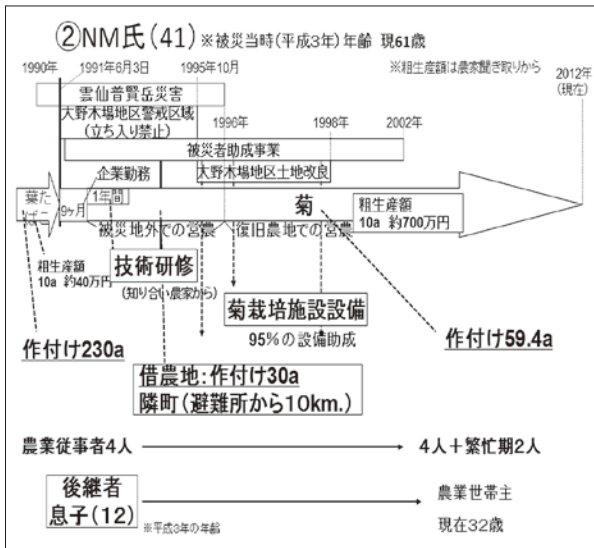 ②NM氏(41) ※被災当時(平成3年)年齢 現61歳
1990年
1991年6月3日
1995年10月
※粗生産額は農家聞き取りから
2012年
(現在)
雲仙普賢岳災害
大野木場地区警戒区域
(立ち入り禁止)
1996年
1998年
2002年
被災者助成事業
企業勤務
大野木場地区土地改良
葉た
ばこ
9ヶ月
1年間
菊
粗生産額
10a 約700万円
被災地外での営農
復旧農地での営農
粗生産額
10a 約40万円
技術研修
(知り合い農家から)
菊栽培施設設備
95%の設備助成
作付け230a
作付け59.4a
借農地:作付け30a
隣町(避難所から10km.)
農業従事者4人
4人+繁忙期2人
後継者
息子(12)
※平成3年の年齢
農業世帯主
現在32歳